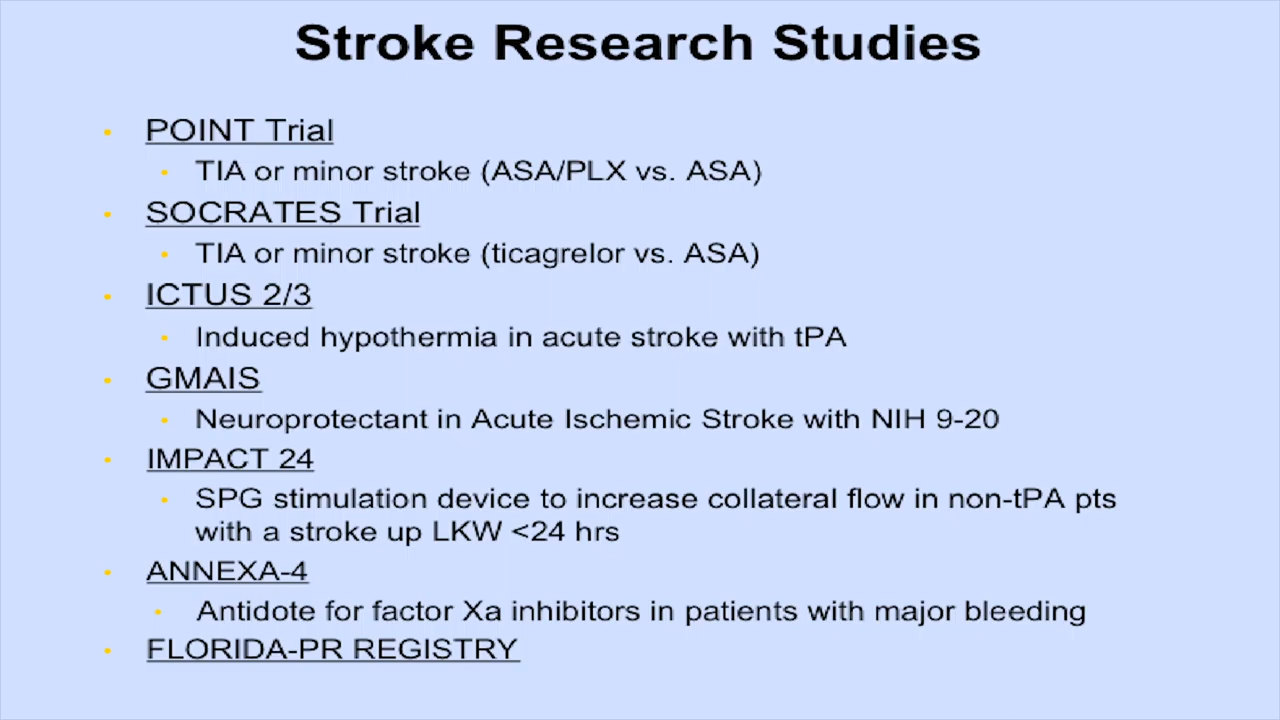 Stroke Research Studies
• POINT Trial
• TIA or minor stroke (ASA/PLX vs. ASA)
• SOCRATES Trial
• TIA or minor stroke (ticagrelor vs. ASA)
• ICTUS 2/3
• Induced hypothermia in acute stroke with tPA
• GMAIS
• Neuroprotectant in Acute Ischemic Stroke with NIH 9-20
• IMPACT 24
• SPG stimulation device to increase collateral flow in non-tPA pts
with a stroke up LKW <24 hrs
• ANNEXA-4
• Antidote for factor Xa inhibitors in patients with major bleeding
• FLORIDA-PR REGISTRY